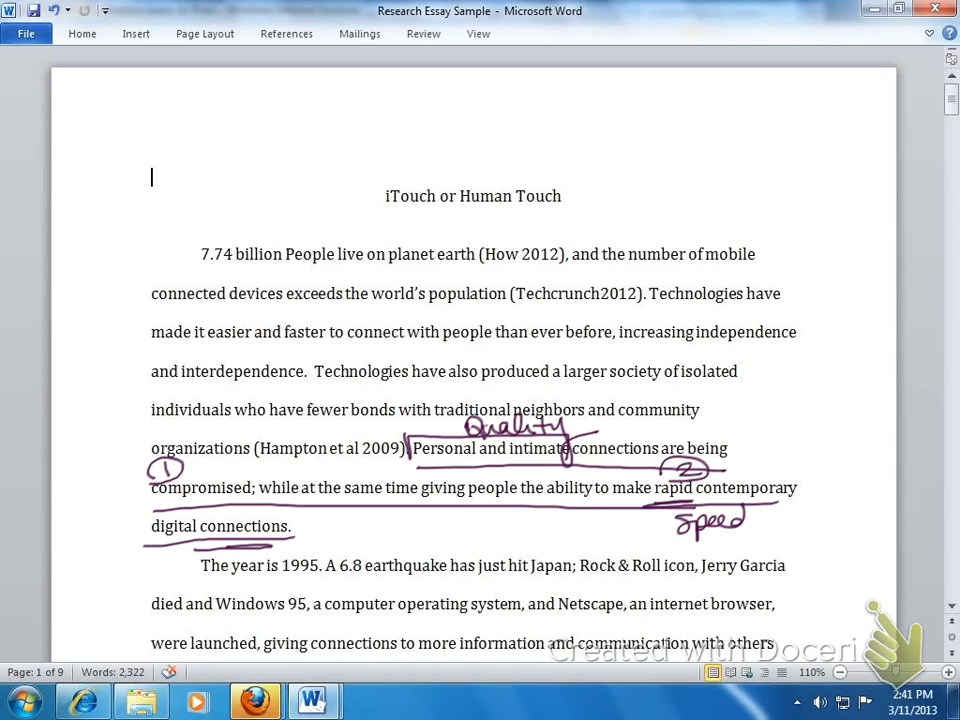 Research Essay Sample - Microsoft Word
File Home Insert Page Layout References Mailings Review View
iTouch or Human Touch
7.74 billion People live on planet earth (How 2012), and the number of mobile
connected devices exceeds the world's population (Techcrunch2012). Technologies have
made it easier and faster to connect with people than ever before, increasing independence
and interdependence. Technologies have also produced a larger society of isolated
individuals who have fewer bonds with traditional neighbors and community
Quality
organizations (Hampton et al 2009). Personal and intimate connections are being
1 2
compromised; while at the same time giving people the ability to make rapid contemporary
Speed
digital connections.
The year is 1995. A 6.8 earthquake has just hit Japan; Rock & Roll icon, Jerry Garcia
died and Windows 95, a computer operating system, and Netscape, an internet browser,
were launched, giving connections to more information and communication with others
Created with Doceri
Page: 1 of 9 Words: 2,322 110%
2:41 PM
3/11/2013